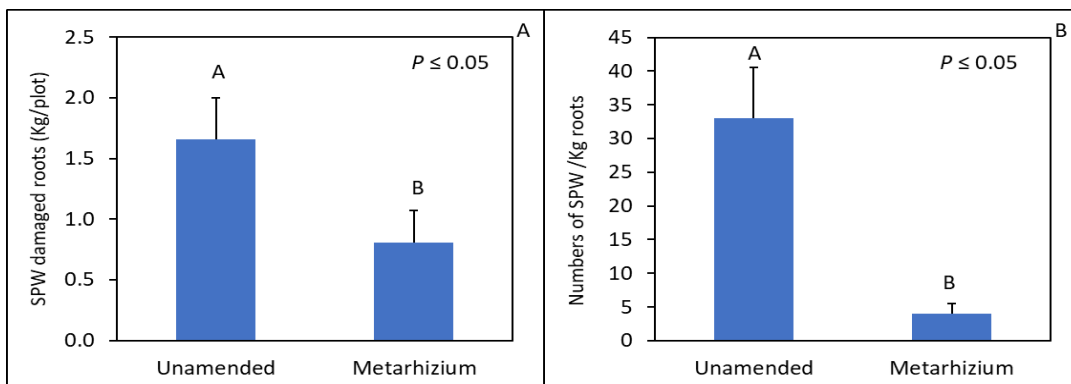 A
SPW damaged roots (Kg/plot)
2.5
2.0
1.5
1.0
0.5
0.0
P ≤ 0.05
A
B
Unamended
Metarhizium
B
Numbers of SPW /Kg roots
45
40
35
30
25
20
15
10
5
0
P ≤ 0.05
A
B
Unamended
Metarhizium